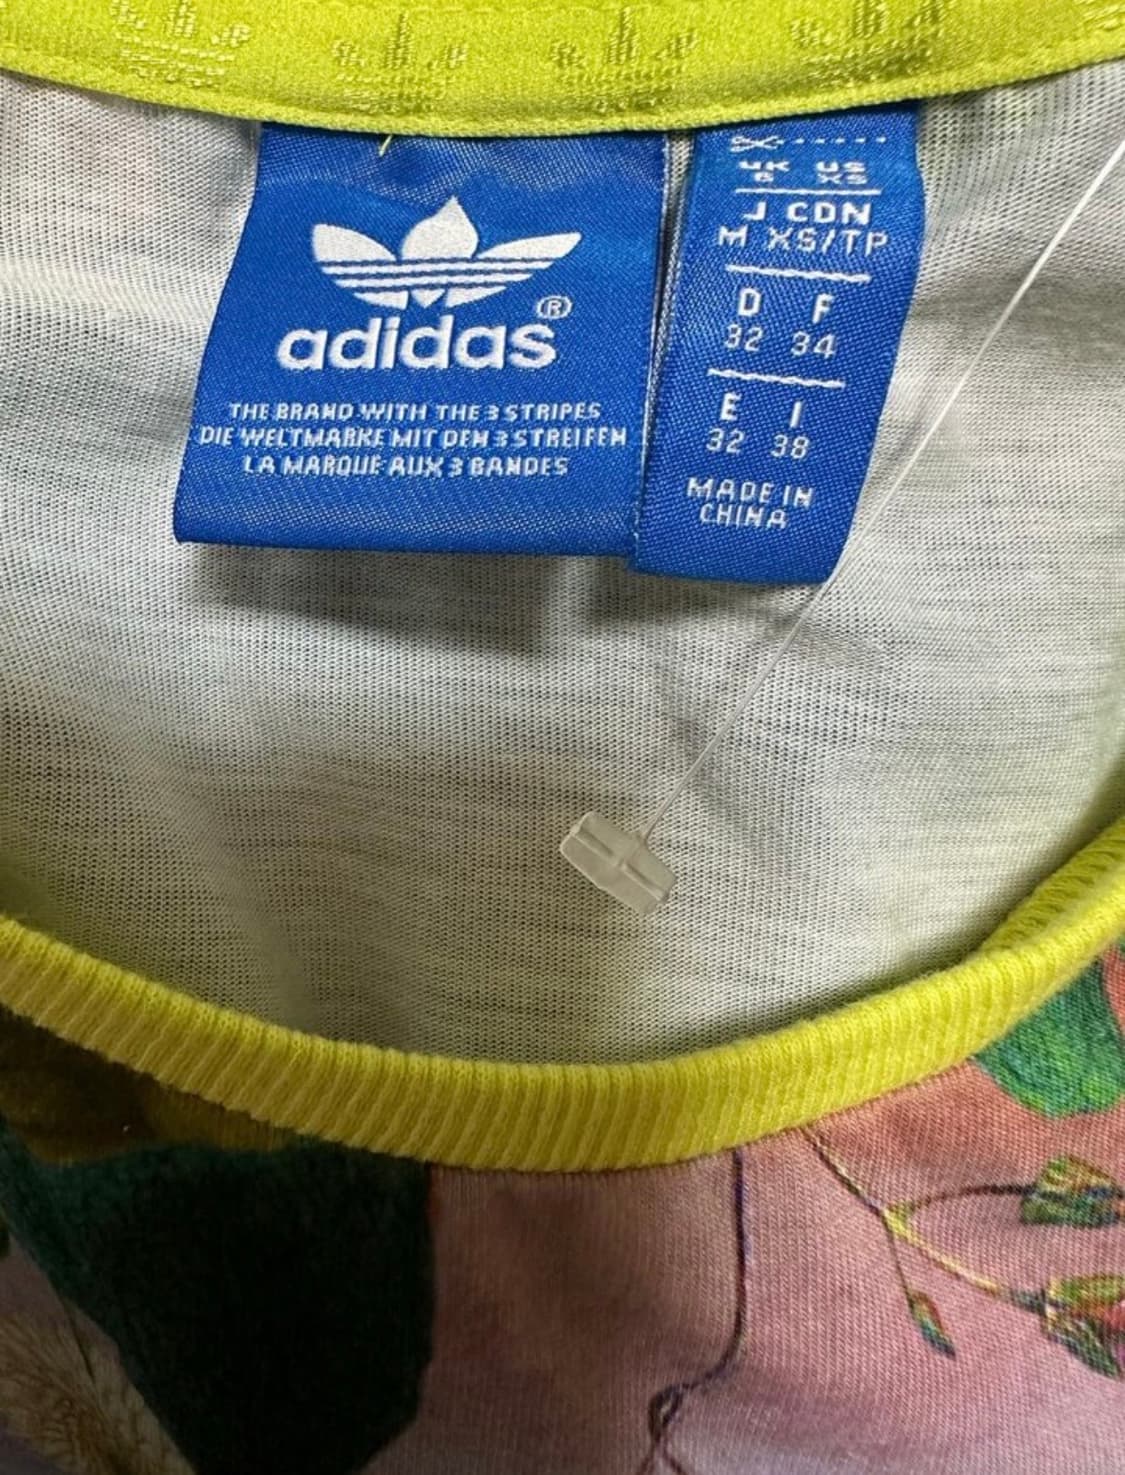 adidas®
THE BRAND WITH THE 3 STRIPES
DIE WELTMARKE MIT DEN 3 STREIFEN
LA MARQUE AUX 3 BANDES
UK US
6 XS
J CDN
M XS/TP
D F
32 34
E I
32 38
MADE IN
CHINA